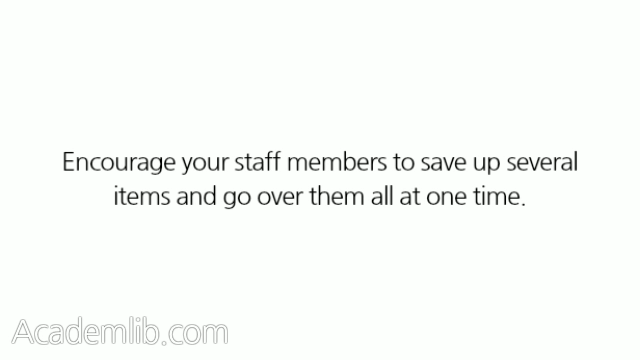 Encourage your staff members to save up several
items and go over them all at one time.
Academlib.com